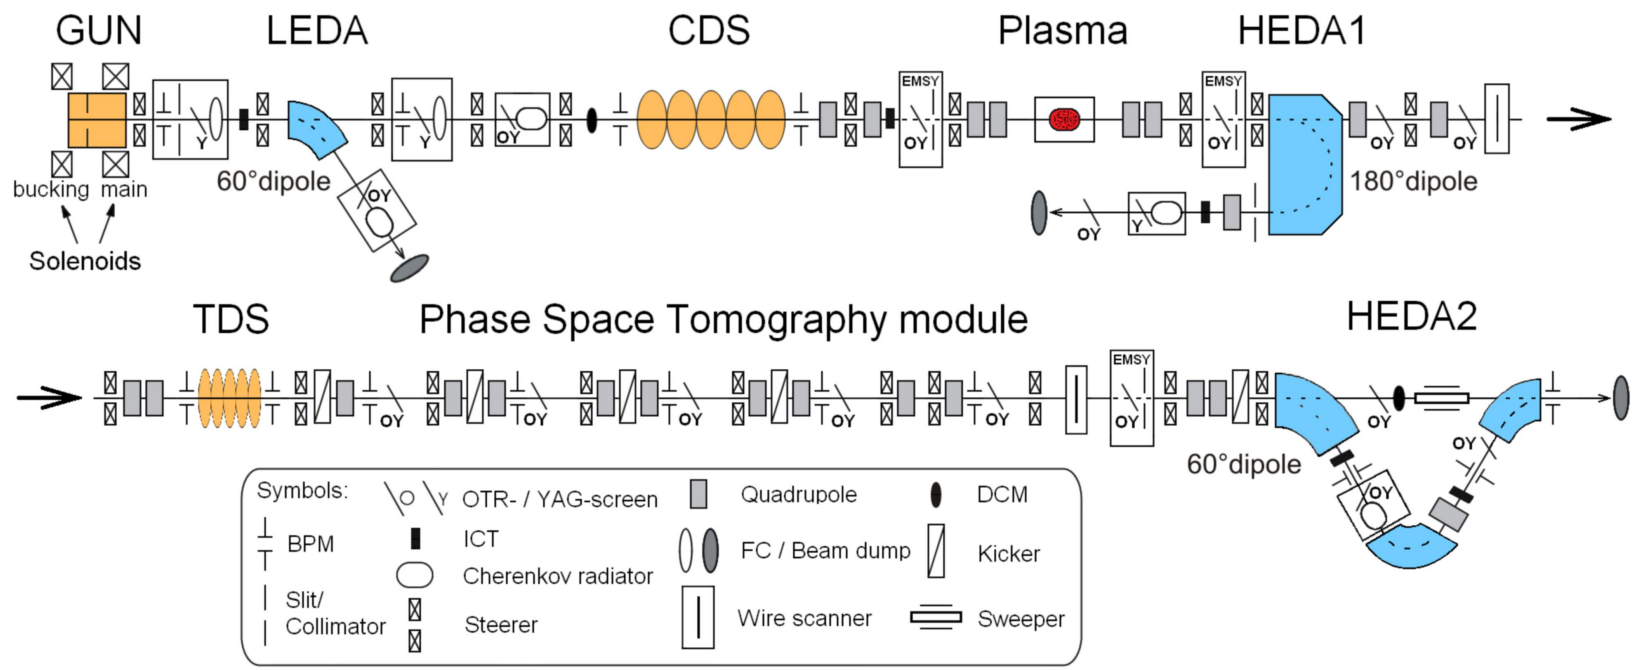 GUN LEDA CDS Plasma HEDA1
EMSY EMSY
Y Y OY OY OY OY OY
60°dipole OY 180°dipole
bucking main
Y OY
Solenoids
TDS Phase Space Tomography module HEDA2
EMSY
OY OY OY OY OY OY OY
OY
60°dipole
OY
Symbols:
O Y OTR- / YAG-screen Quadrupole DCM
BPM ICT FC / Beam dump Kicker
Cherenkov radiator
Slit/
Collimator Steerer Wire scanner Sweeper